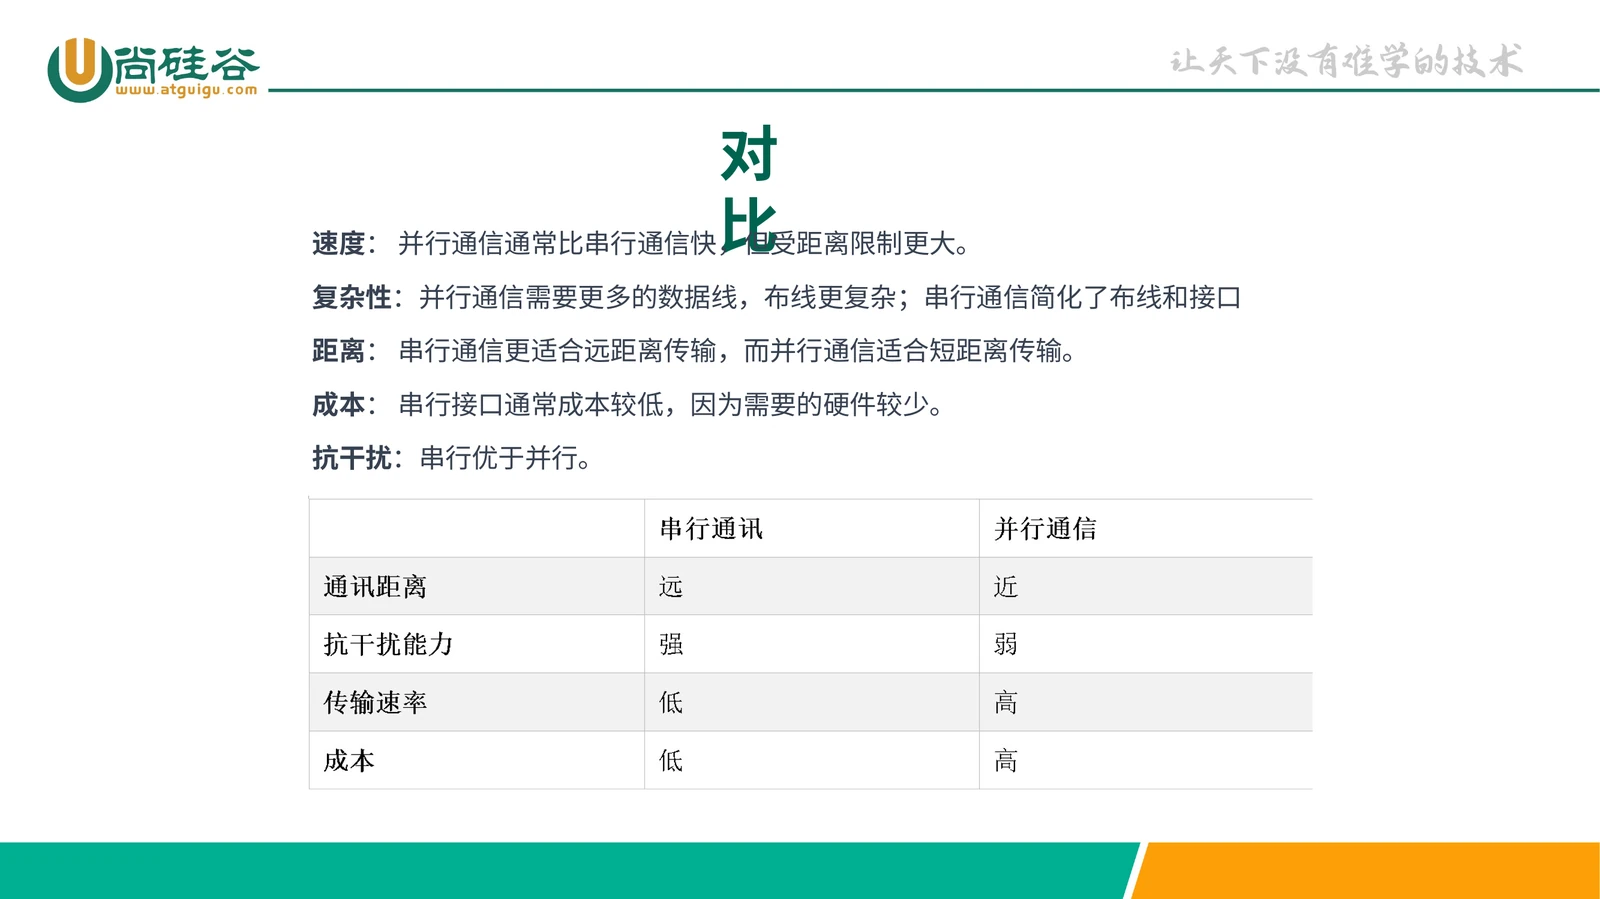 尚硅谷
www.atguigu.com
让天下没有难学的技术
对
比
速度： 并行通信通常比串行通信快，但受距离限制更大。
复杂性：并行通信需要更多的数据线，布线更复杂；串行通信简化了布线和接口
距离： 串行通信更适合远距离传输，而并行通信适合短距离传输。
成本： 串行接口通常成本较低，因为需要的硬件较少。
抗干扰：串行优于并行。
串行通讯 并行通信
通讯距离 远 近
抗干扰能力 强 弱
传输速率 低 高
成本 低 高